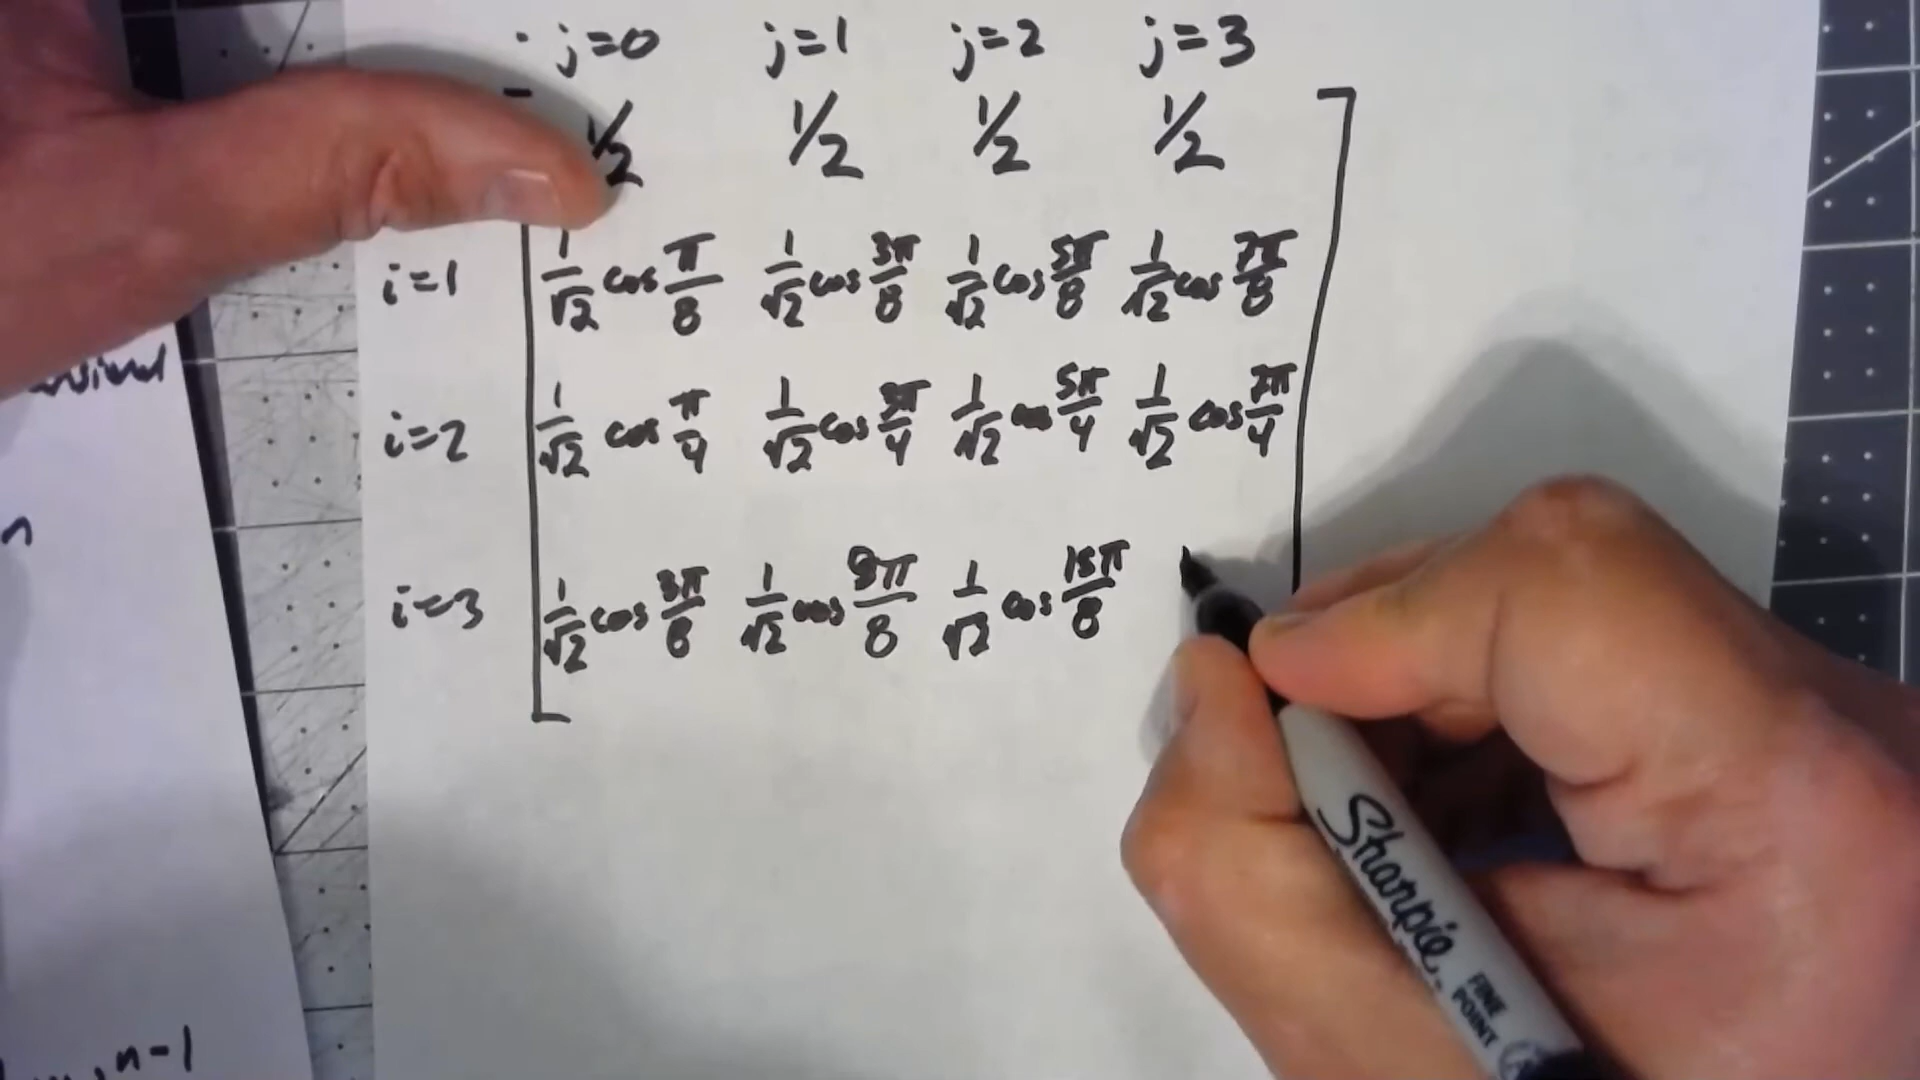 j=0 j=1 j=2 j=3
1/2 1/2 1/2 1/2
i=1 1/√2 cos π/8 1/√2 cos 3π/8 1/√2 cos 5π/8 1/√2 cos 7π/8
i=2 1/√2 cos π/4 1/√2 cos 3π/4 1/√2 cos 5π/4 1/√2 cos 7π/4
i=3 1/√2 cos 3π/8 1/√2 cos 9π/8 1/√2 cos 15π/8
n
, n-1
Sharpie
FINE
POINT